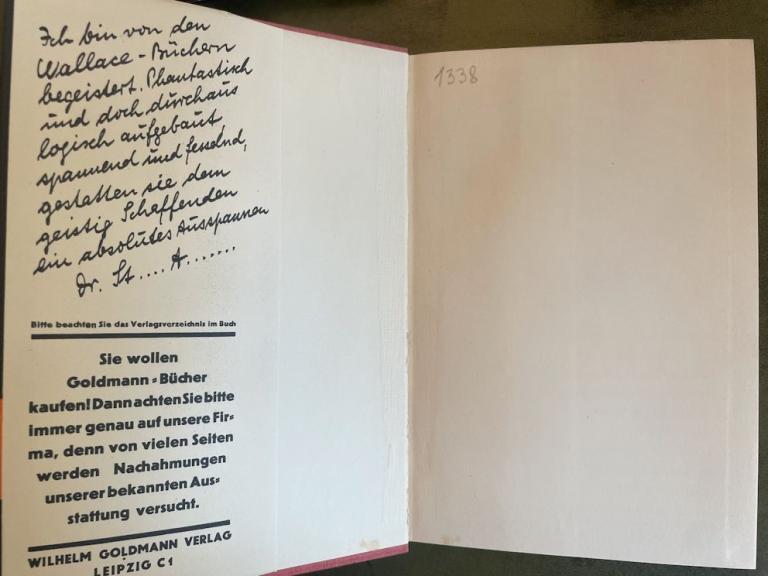 Ich bin von den
Wallace-Büchern
begeistert. Phantastisch
und doch durchaus
logisch aufgebaut,
spannend und fesselnd,
gestatten sie dem
geistig Schaffenden
ein absolutes Ausspannen
Dr. St.... A.......
Bitte beachten Sie das Verlagsverzeichnis im Buch
Sie wollen
Goldmann-Bücher
kaufen! Dann achten Sie bitte
immer genau auf unsere Fir-
ma, denn von vielen Seiten
werden Nachahmungen
unserer bekannten Aus-
stattung versucht.
WILHELM GOLDMANN VERLAG
LEIPZIG C1
1338